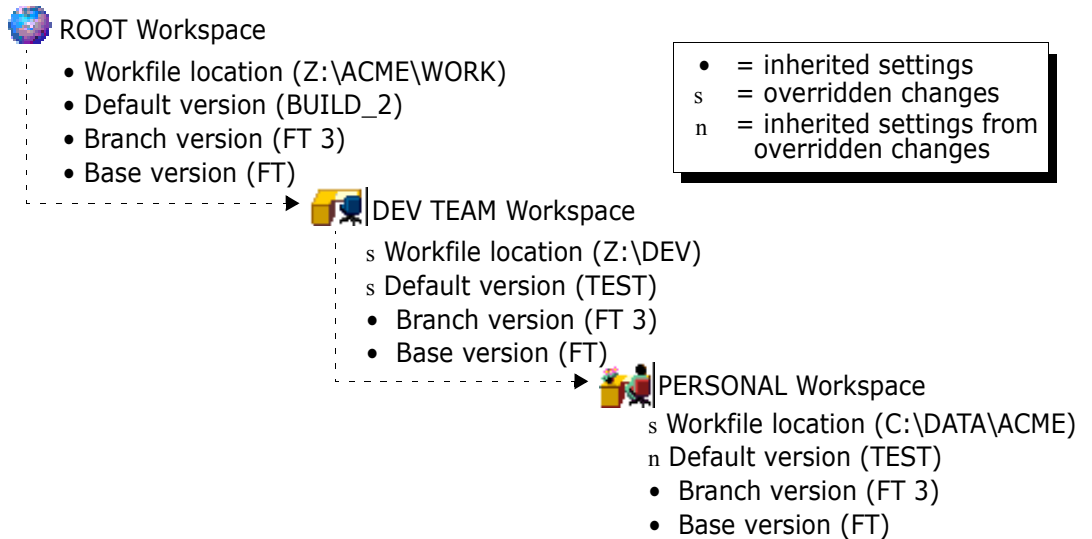 ROOT Workspace
• Workfile location (Z:\ACME\WORK)
• Default version (BUILD_2)
• Branch version (FT 3)
• Base version (FT)
• = inherited settings
s = overridden changes
n = inherited settings from
overridden changes
DEV TEAM Workspace
s Workfile location (Z:\DEV)
s Default version (TEST)
• Branch version (FT 3)
• Base version (FT)
PERSONAL Workspace
s Workfile location (C:\DATA\ACME)
n Default version (TEST)
• Branch version (FT 3)
• Base version (FT)